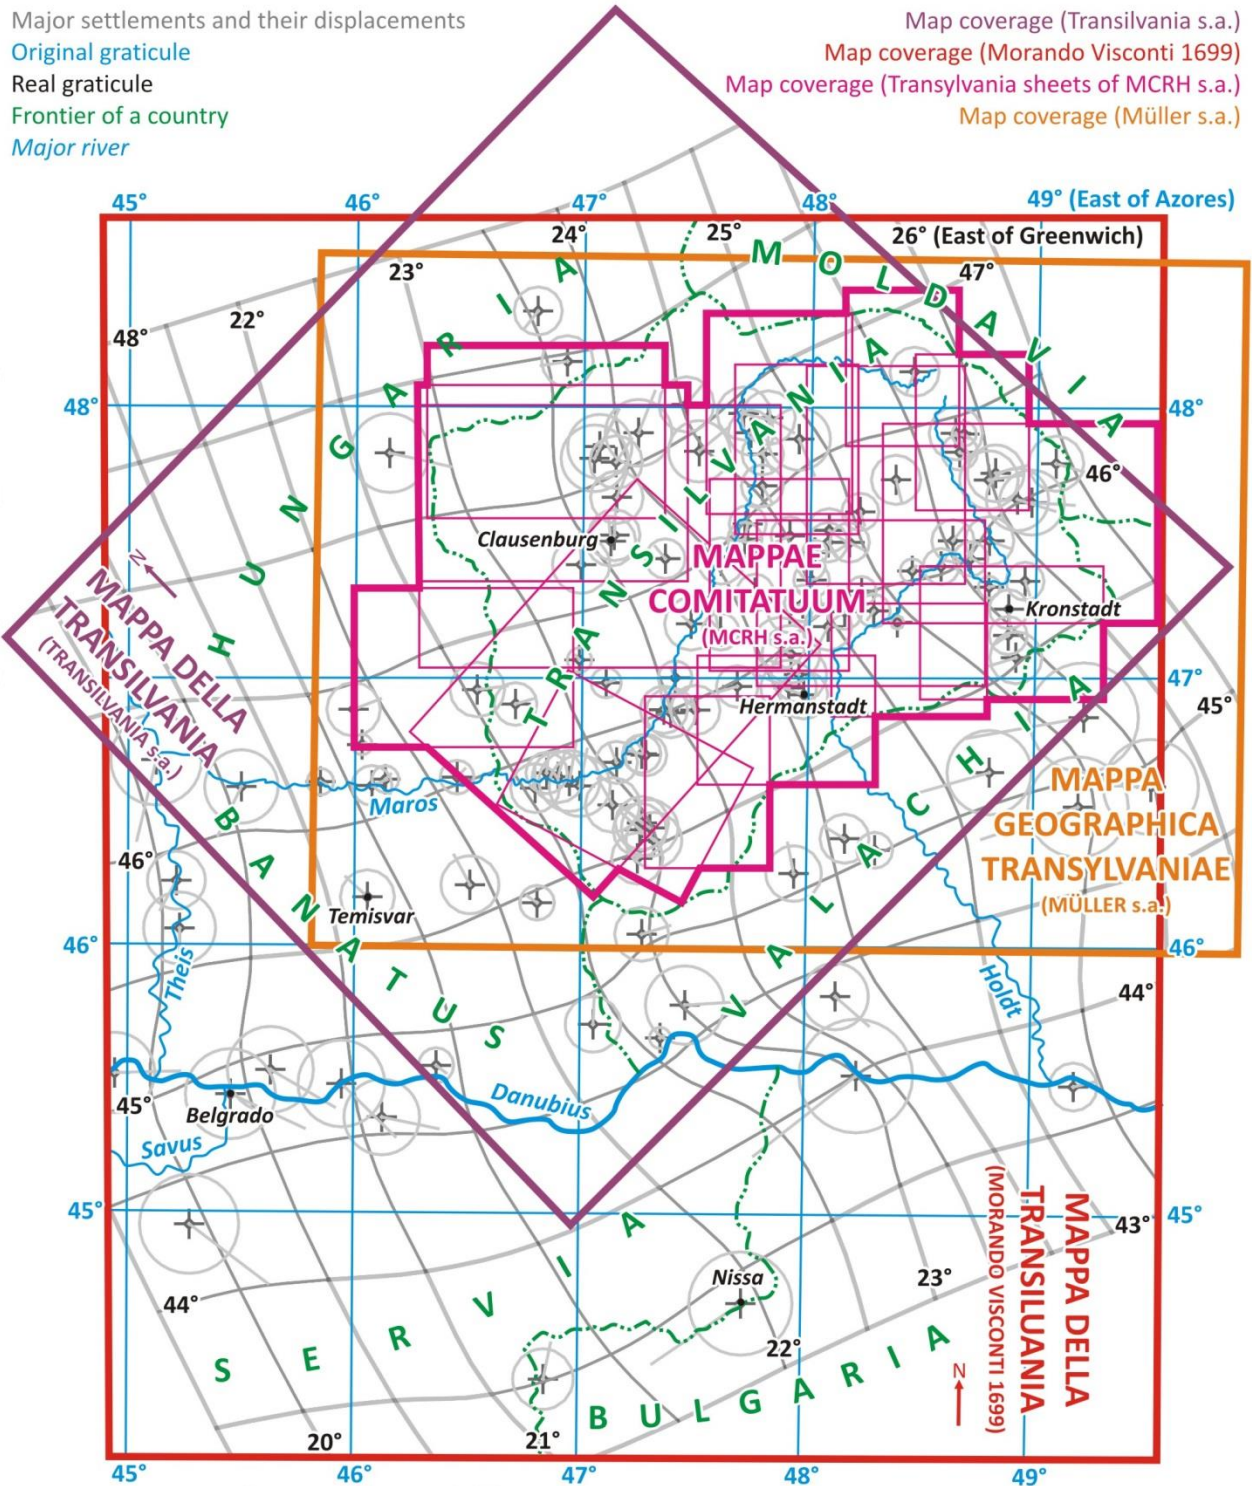 Major settlements and their displacements
Original graticule
Real graticule
Frontier of a country
Major river
Map coverage (Transilvania s.a.)
Map coverage (Morando Visconti 1699)
Map coverage (Transylvania sheets of MCRH s.a.)
Map coverage (Müller s.a.)
45° 46° 47° 48° 49° (East of Azores)
24° 25° 26° (East of Greenwich)
23° 47°
22°
48°
MOLDAVIA
HUNGARIA
TRANSILVANIA
48° 48°
46°
Clausenburg
MAPPAE
COMITATUUM
(MCRH s.a.)
Kronstadt
N
MAPPA DELLA
TRANSILVANIA
(TRANSILVANIA s.a.)
47°
Hermanstadt
45°
VALACHIA
Maros
MAPPA
GEOGRAPHICA
TRANSYLVANIAE
(MÜLLER s.a.)
BANATUS
46°
Temisvar
46° 46°
Theis
Holdt
44°
Danubius
45°
Belgrado
Savus
45° 45°
43°
MAPPA DELLA
TRANSILUANIA
(MORANDO VISCONTI 1699)
N
Nissa
23°
44°
22°
SERVIA
BULGARIA
20° 21°
45° 46° 47° 48° 49°